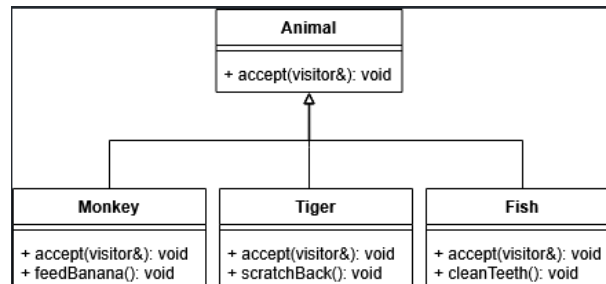 Animal
+ accept(visitor&): void
Monkey
+ accept(visitor&): void
+ feedBanana(): void
Tiger
+ accept(visitor&): void
+ scratchBack(): void
Fish
+ accept(visitor&): void
+ cleanTeeth(): void